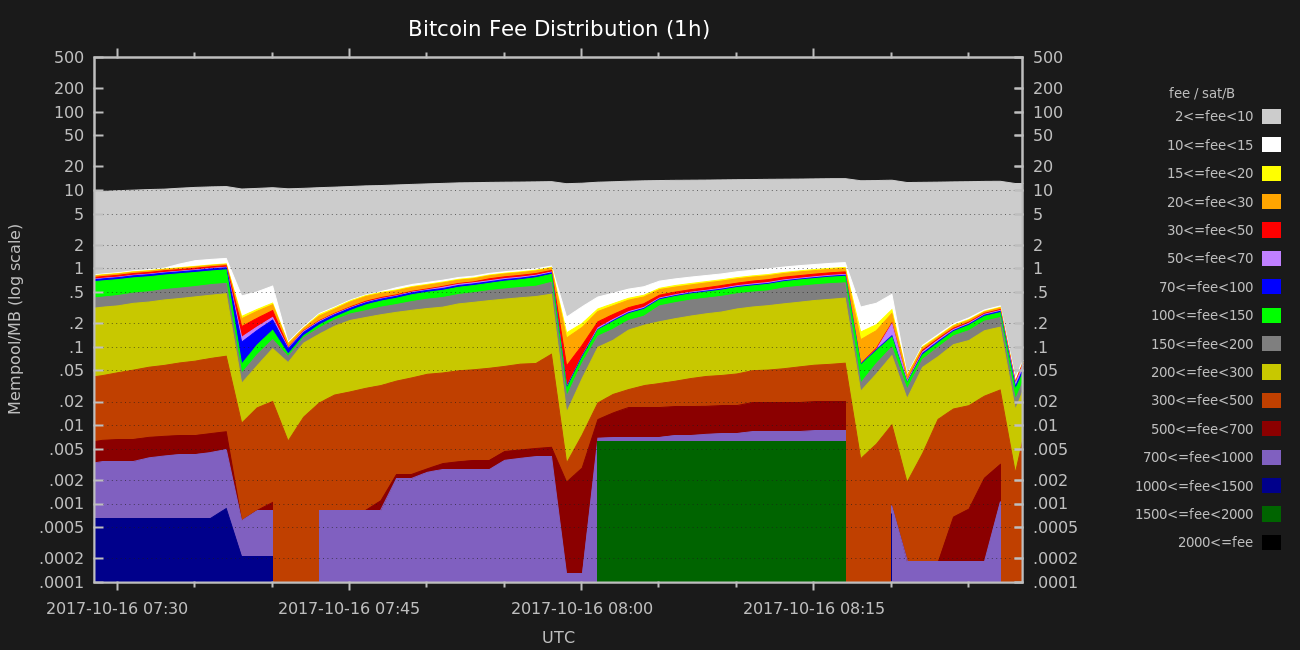 Bitcoin Fee Distribution (1h)
500
200
100
50
20
10
5
2
1
.5
.2
.1
.05
.02
.01
.005
.002
.001
.0005
.0002
.0001
Mempool/MB (log scale)
500
200
100
50
20
10
5
2
1
.5
.2
.1
.05
.02
.01
.005
.002
.001
.0005
.0002
.0001
2017-10-16 07:30
2017-10-16 07:45
2017-10-16 08:00
2017-10-16 08:15
UTC
fee / sat/B
2<=fee<10
10<=fee<15
15<=fee<20
20<=fee<30
30<=fee<50
50<=fee<70
70<=fee<100
100<=fee<150
150<=fee<200
200<=fee<300
300<=fee<500
500<=fee<700
700<=fee<1000
1000<=fee<1500
1500<=fee<2000
2000<=fee